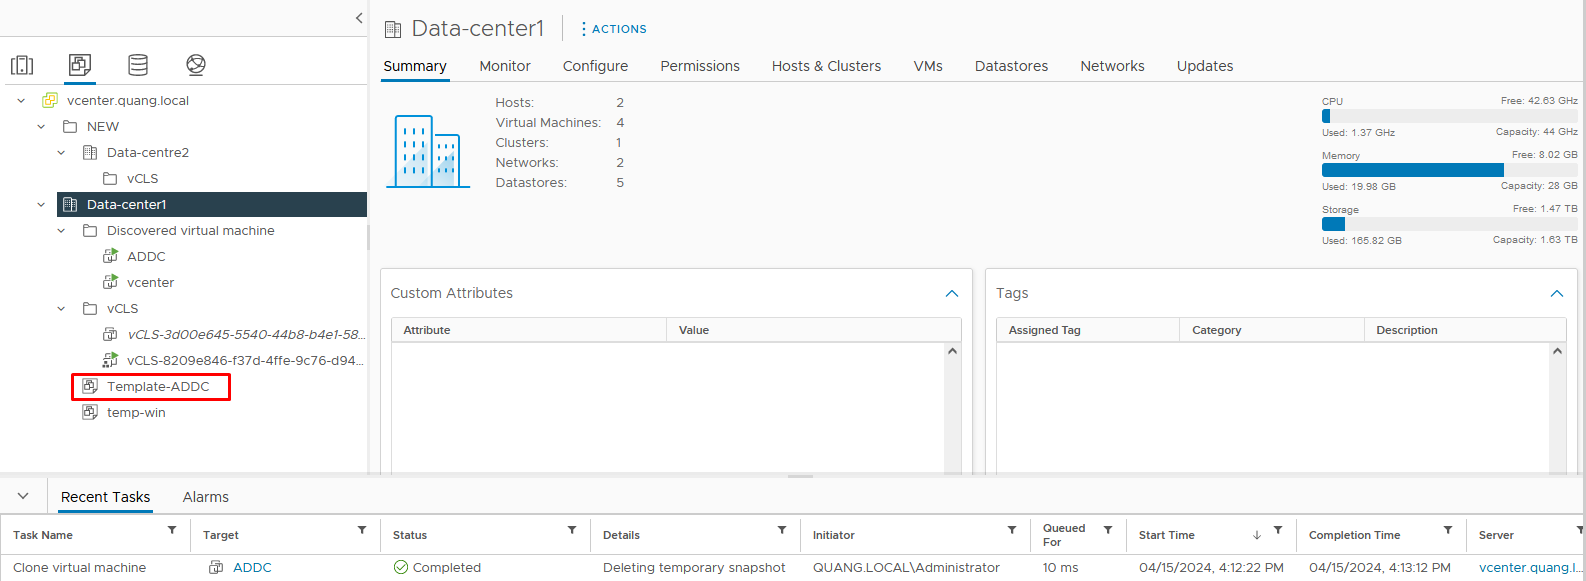 Data-center1
ACTIONS
Summary Monitor Configure Permissions Hosts & Clusters VMs Datastores Networks Updates
vcenter.quang.local
NEW
Data-centre2
vCLS
Data-center1
Discovered virtual machine
ADDC
vcenter
vCLS
vCLS-3d00e645-5540-44b8-b4e1-58...
vCLS-8209e846-f37d-4ffe-9c76-d94...
Template-ADDC
temp-win
Hosts: 2
Virtual Machines: 4
Clusters: 1
Networks: 2
Datastores: 5
CPU Free: 42.63 GHz
Used: 1.37 GHz Capacity: 44 GHz
Memory Free: 8.02 GB
Used: 19.98 GB Capacity: 28 GB
Storage Free: 1.47 TB
Used: 165.82 GB Capacity: 1.63 TB
Custom Attributes
Attribute Value
Tags
Assigned Tag Category Description
Recent Tasks Alarms
Task Name Target Status Details Initiator Queued For Start Time Completion Time Server
Clone virtual machine ADDC Completed Deleting temporary snapshot QUANG.LOCAL\Administrator 10 ms 04/15/2024, 4:12:22 PM 04/15/2024, 4:13:12 PM vcenter.quang.l...